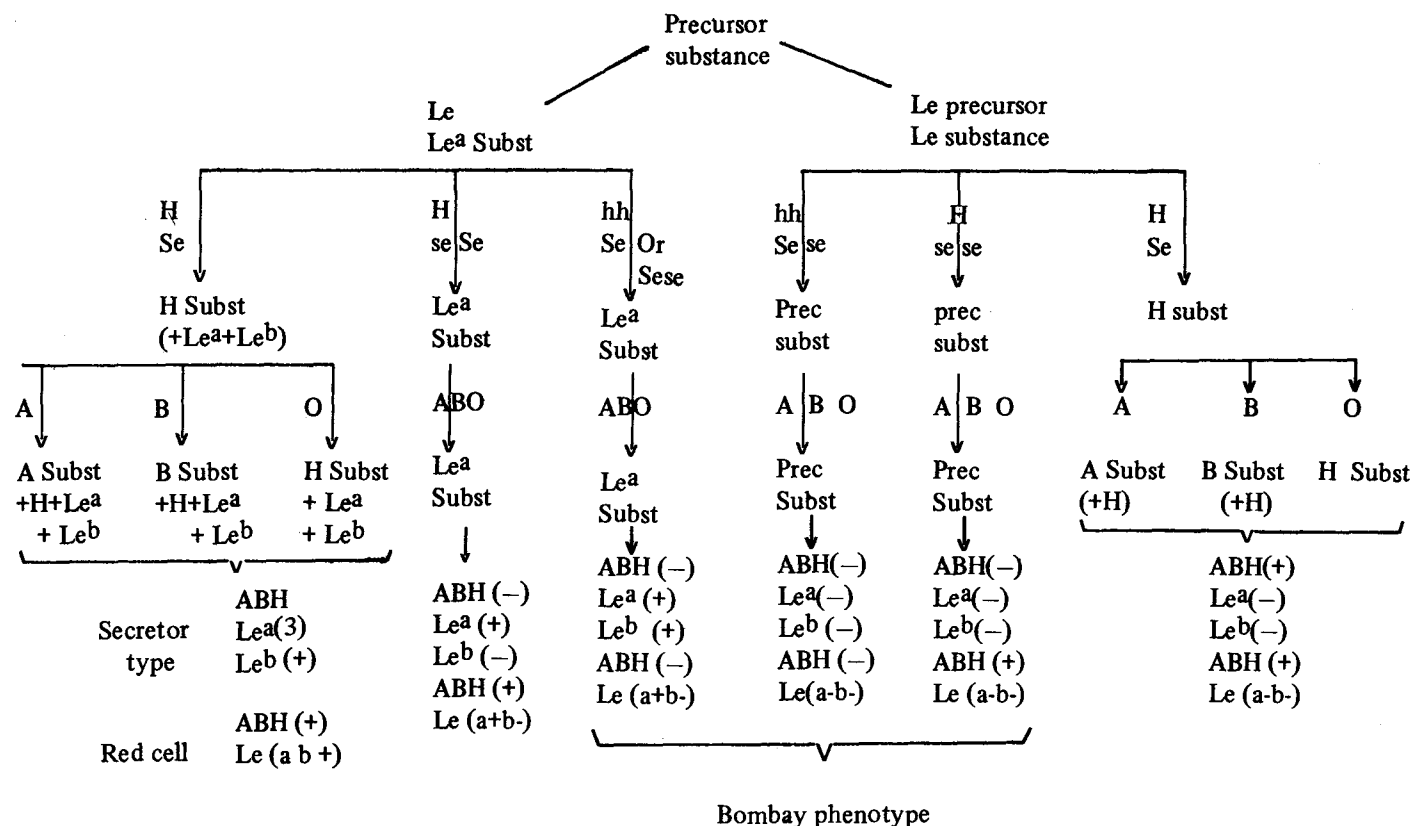 Precursor
substance
Le
Leᵃ Subst
Le precursor
Le substance
H
Se
H
se Se
hh
Se Or
Sese
hh
Se se
H
se se
H
Se
H Subst
(+Leᵃ+Leᵇ)
Leᵃ
Subst
Leᵃ
Subst
Prec
subst
prec
subst
H subst
A
B
O
ABO
ABO
A B O
A B O
A
B
O
A Subst
+H+Leᵃ
+ Leᵇ
B Subst
+H+Leᵃ
+ Leᵇ
H Subst
+ Leᵃ
+ Leᵇ
Leᵃ
Subst
Leᵃ
Subst
Prec
Subst
Prec
Subst
A Subst
(+H)
B Subst
(+H)
H Subst
Secretor
type
ABH
Leᵃ(3)
Leᵇ (+)
Red cell
ABH (+)
Le (a b +)
ABH (–)
Leᵃ (+)
Leᵇ (–)
ABH (+)
Le (a+b-)
ABH (–)
Leᵃ (+)
Leᵇ (+)
ABH (–)
Le (a+b-)
ABH(–)
Leᵃ(–)
Leᵇ (–)
ABH (–)
Le(a-b-)
ABH(–)
Leᵃ(–)
Leᵇ(–)
ABH (+)
Le (a-b-)
ABH(+)
Leᵃ(–)
Leᵇ(–)
ABH (+)
Le (a-b-)
Bombay phenotype